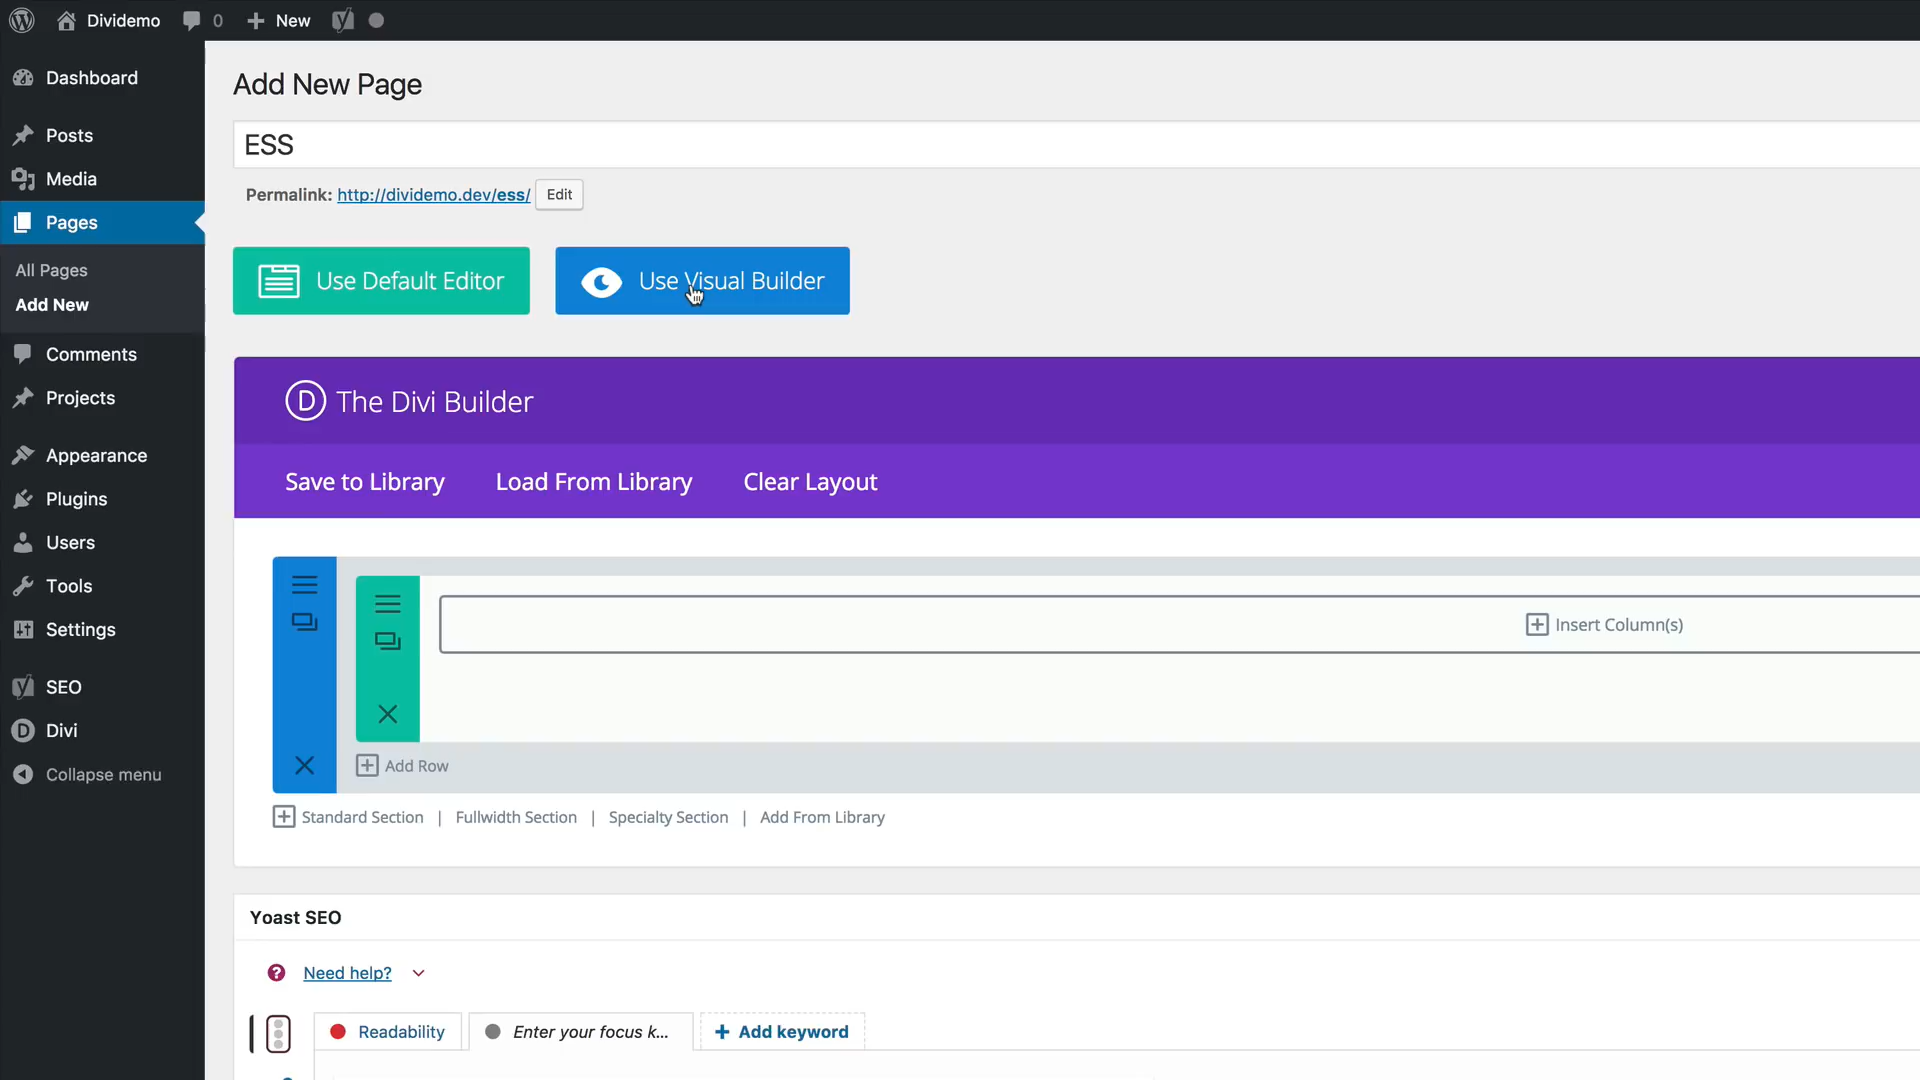 Dividemo 0 New
Dashboard
Posts
Media
Pages
All Pages
Add New
Comments
Projects
Appearance
Plugins
Users
Tools
Settings
SEO
Divi
Collapse menu
Add New Page
ESS
Permalink: http://dividemo.dev/ess/ Edit
Use Default Editor Use Visual Builder
D The Divi Builder
Save to Library Load From Library Clear Layout
Insert Column(s)
Add Row
Standard Section | Fullwidth Section | Specialty Section | Add From Library
Yoast SEO
? Need help?
Readability Enter your focus k... + Add keyword